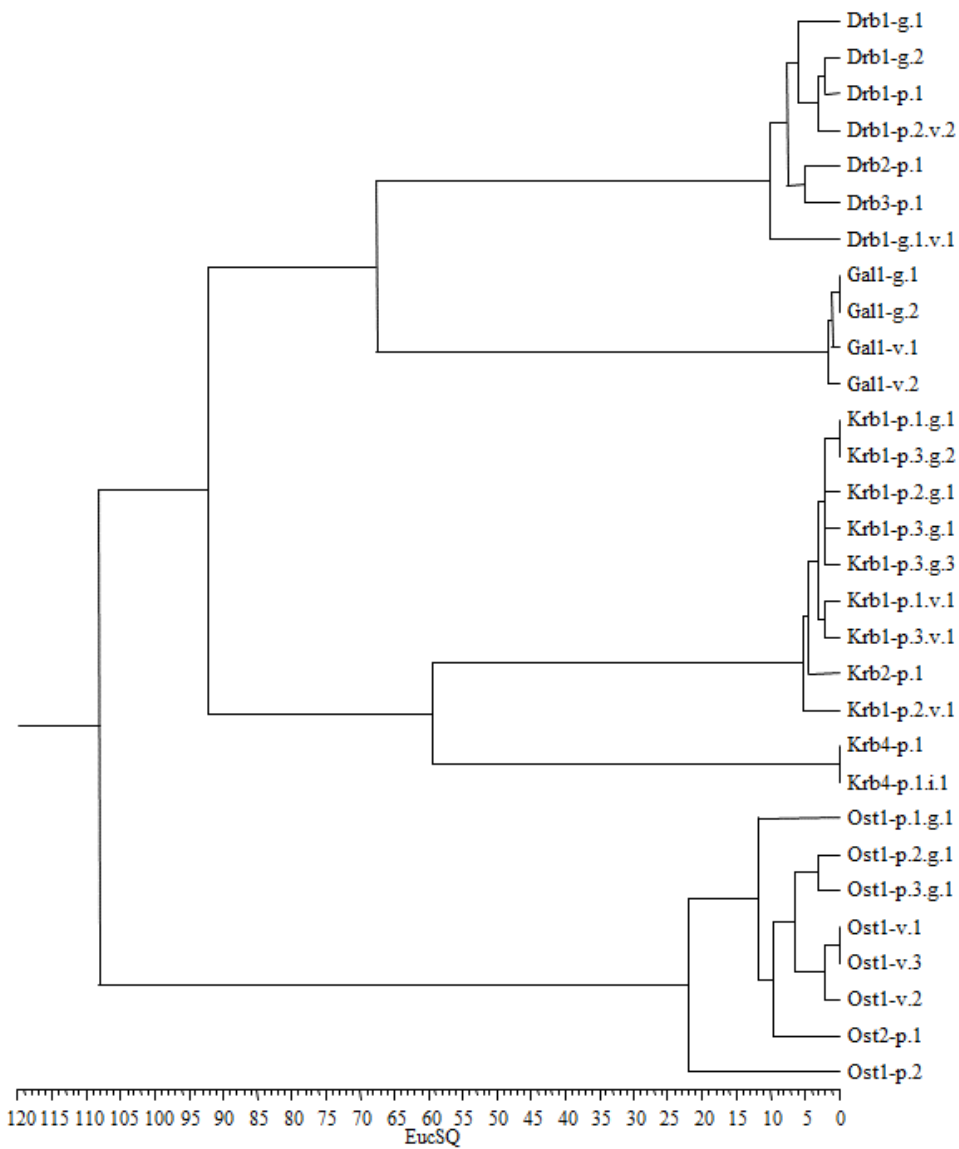 Drb1-g.1
Drb1-g.2
Drb1-p.1
Drb1-p.2.v.2
Drb2-p.1
Drb3-p.1
Drb1-g.1.v.1
Gal1-g.1
Gal1-g.2
Gal1-v.1
Gal1-v.2
Krb1-p.1.g.1
Krb1-p.3.g.2
Krb1-p.2.g.1
Krb1-p.3.g.1
Krb1-p.3.g.3
Krb1-p.1.v.1
Krb1-p.3.v.1
Krb2-p.1
Krb1-p.2.v.1
Krb4-p.1
Krb4-p.1.i.1
Ost1-p.1.g.1
Ost1-p.2.g.1
Ost1-p.3.g.1
Ost1-v.1
Ost1-v.3
Ost1-v.2
Ost2-p.1
Ost1-p.2
120 115 110 105 100 95 90 85 80 75 70 65 60 55 50 45 40 35 30 25 20 15 10 5 0
EucSQ